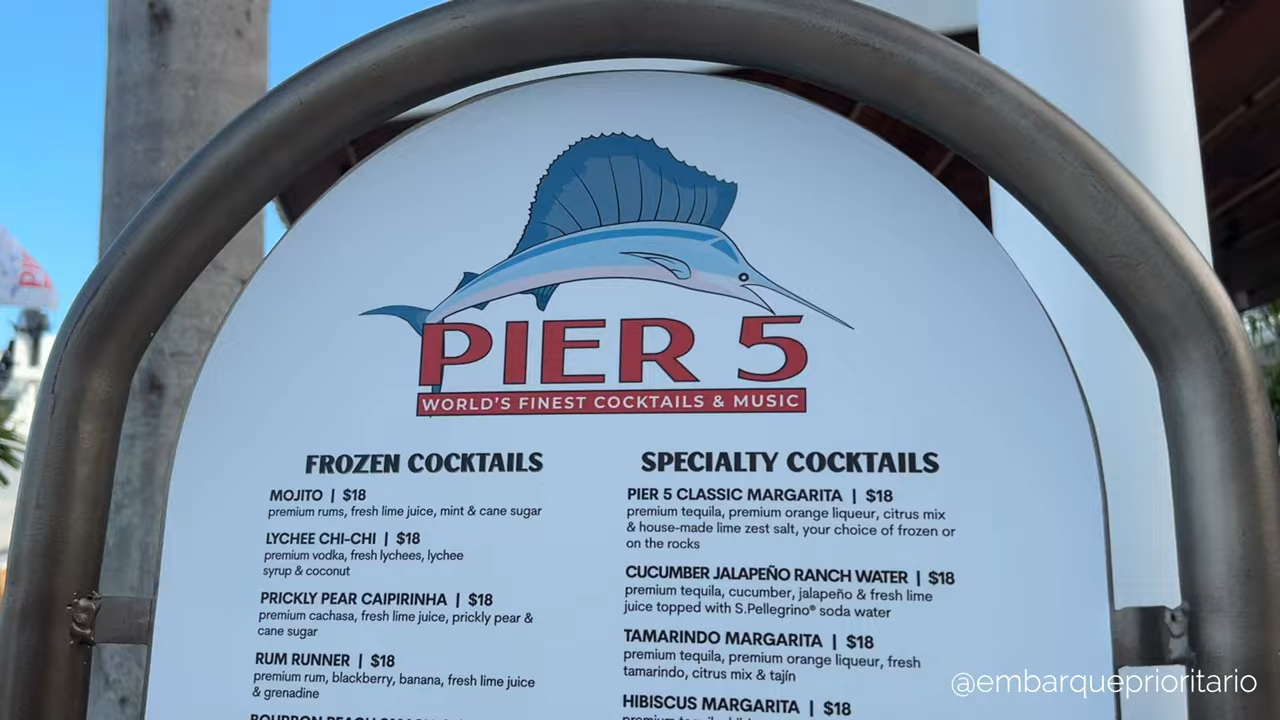 PIER 5
WORLD'S FINEST COCKTAILS & MUSIC
FROZEN COCKTAILS
MOJITO | $18
premium rums, fresh lime juice, mint & cane sugar
LYCHEE CHI-CHI | $18
premium vodka, fresh lychees, lychee
syrup & coconut
PRICKLY PEAR CAIPIRINHA | $18
premium cachasa, fresh lime juice, prickly pear &
cane sugar
RUM RUNNER | $18
premium rum, blackberry, banana, fresh lime juice
& grenadine
SPECIALTY COCKTAILS
PIER 5 CLASSIC MARGARITA | $18
premium tequila, premium orange liqueur, citrus mix
& house-made lime zest salt, your choice of frozen or
on the rocks
CUCUMBER JALAPEÑO RANCH WATER | $18
premium tequila, cucumber, jalapeño & fresh lime
juice topped with S.Pellegrino® soda water
TAMARINDO MARGARITA | $18
premium tequila, premium orange liqueur, fresh
tamarindo, citrus mix & tajín
HIBISCUS MARGARITA | $18
@embarqueprioritario